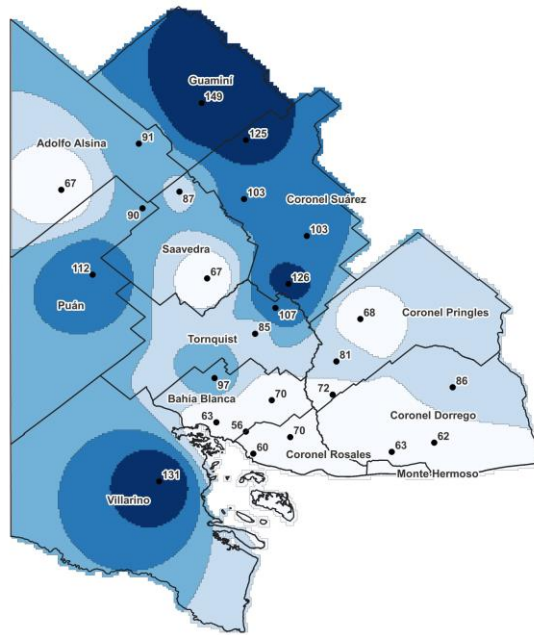 Guaminí
149
125
91
Adolfo Alsina
67
87
103
Coronel Suárez
90
103
Saavedra
112
67
126
Puán
107
68
Coronel Pringles
85
Tornquist
81
97
86
Bahía Blanca
70
72
63
56
70
Coronel Dorrego
62
60
Coronel Rosales
63
Monte Hermoso
131
Villarino